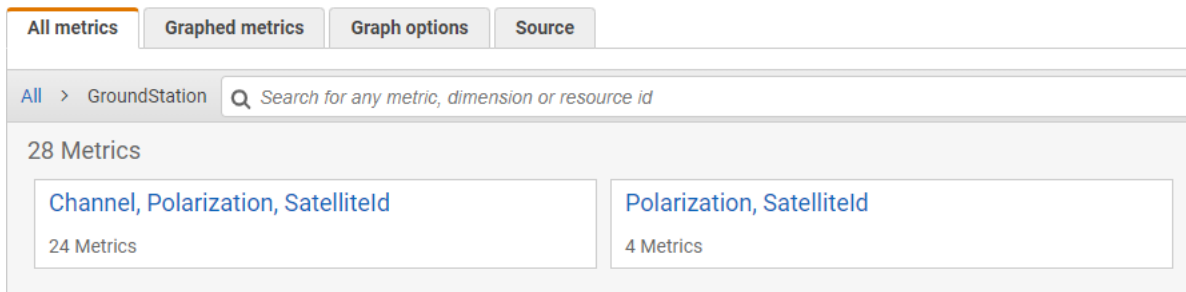 All metrics Graphed metrics Graph options Source
All > GroundStation Search for any metric, dimension or resource id
28 Metrics
Channel, Polarization, SatelliteId Polarization, SatelliteId
24 Metrics 4 Metrics